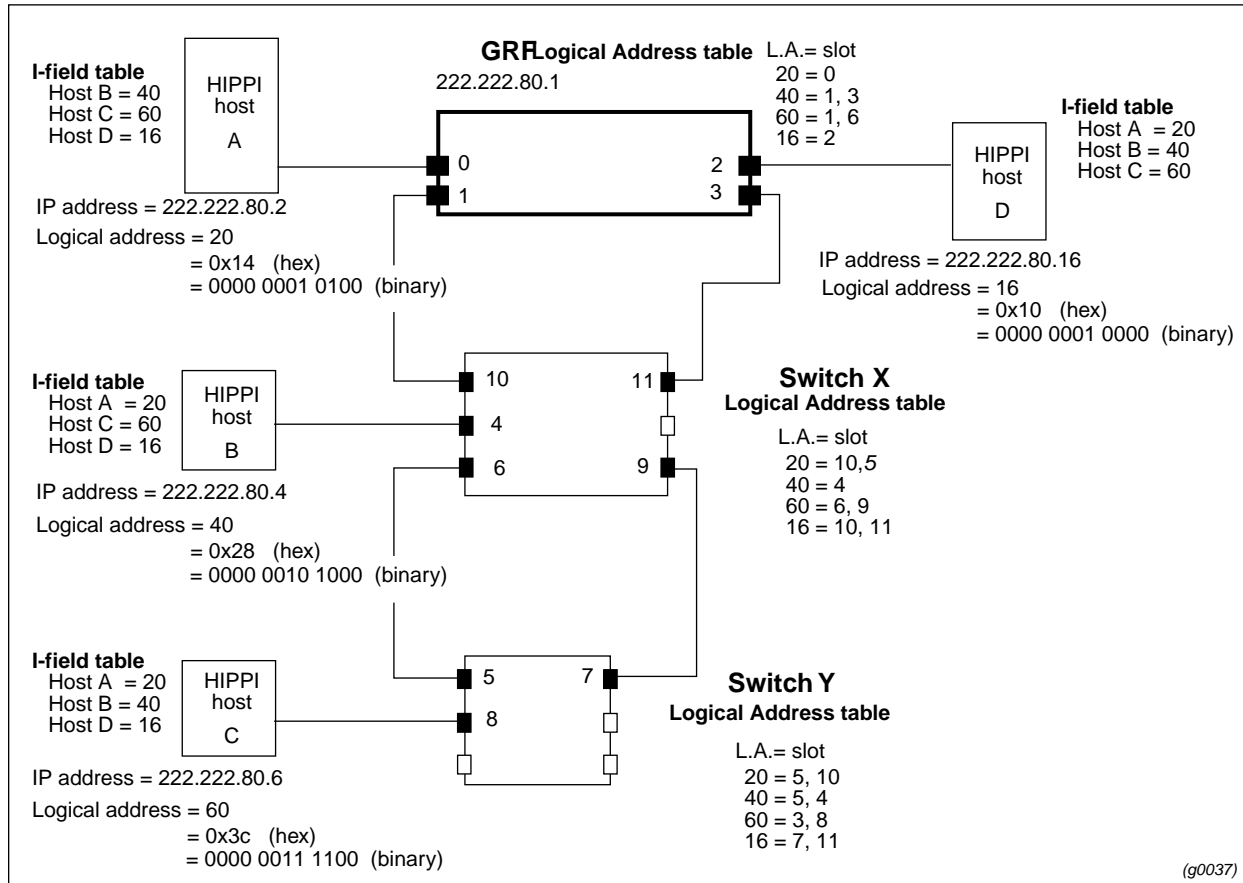 GRF Logical Address table
222.222.80.1
L.A.= slot
20 = 0
40 = 1, 3
60 = 1, 6
16 = 2
I-field table
Host B = 40
Host C = 60
Host D = 16
HIPPI
host
A
0
1
2
3
HIPPI
host
D
I-field table
Host A = 20
Host B = 40
Host C = 60
IP address = 222.222.80.2
Logical address = 20
= 0x14 (hex)
= 0000 0001 0100 (binary)
IP address = 222.222.80.16
Logical address = 16
= 0x10 (hex)
= 0000 0001 0000 (binary)
I-field table
Host A = 20
Host C = 60
Host D = 16
HIPPI
host
B
10
4
6
11
9
Switch X
Logical Address table
L.A.= slot
20 = 10,5
40 = 4
60 = 6, 9
16 = 10, 11
IP address = 222.222.80.4
Logical address = 40
= 0x28 (hex)
= 0000 0010 1000 (binary)
I-field table
Host A = 20
Host B = 40
Host D = 16
HIPPI
host
C
5
8
7
Switch Y
Logical Address table
L.A.= slot
20 = 5, 10
40 = 5, 4
60 = 3, 8
16 = 7, 11
IP address = 222.222.80.6
Logical address = 60
= 0x3c (hex)
= 0000 0011 1100 (binary)
(g0037)